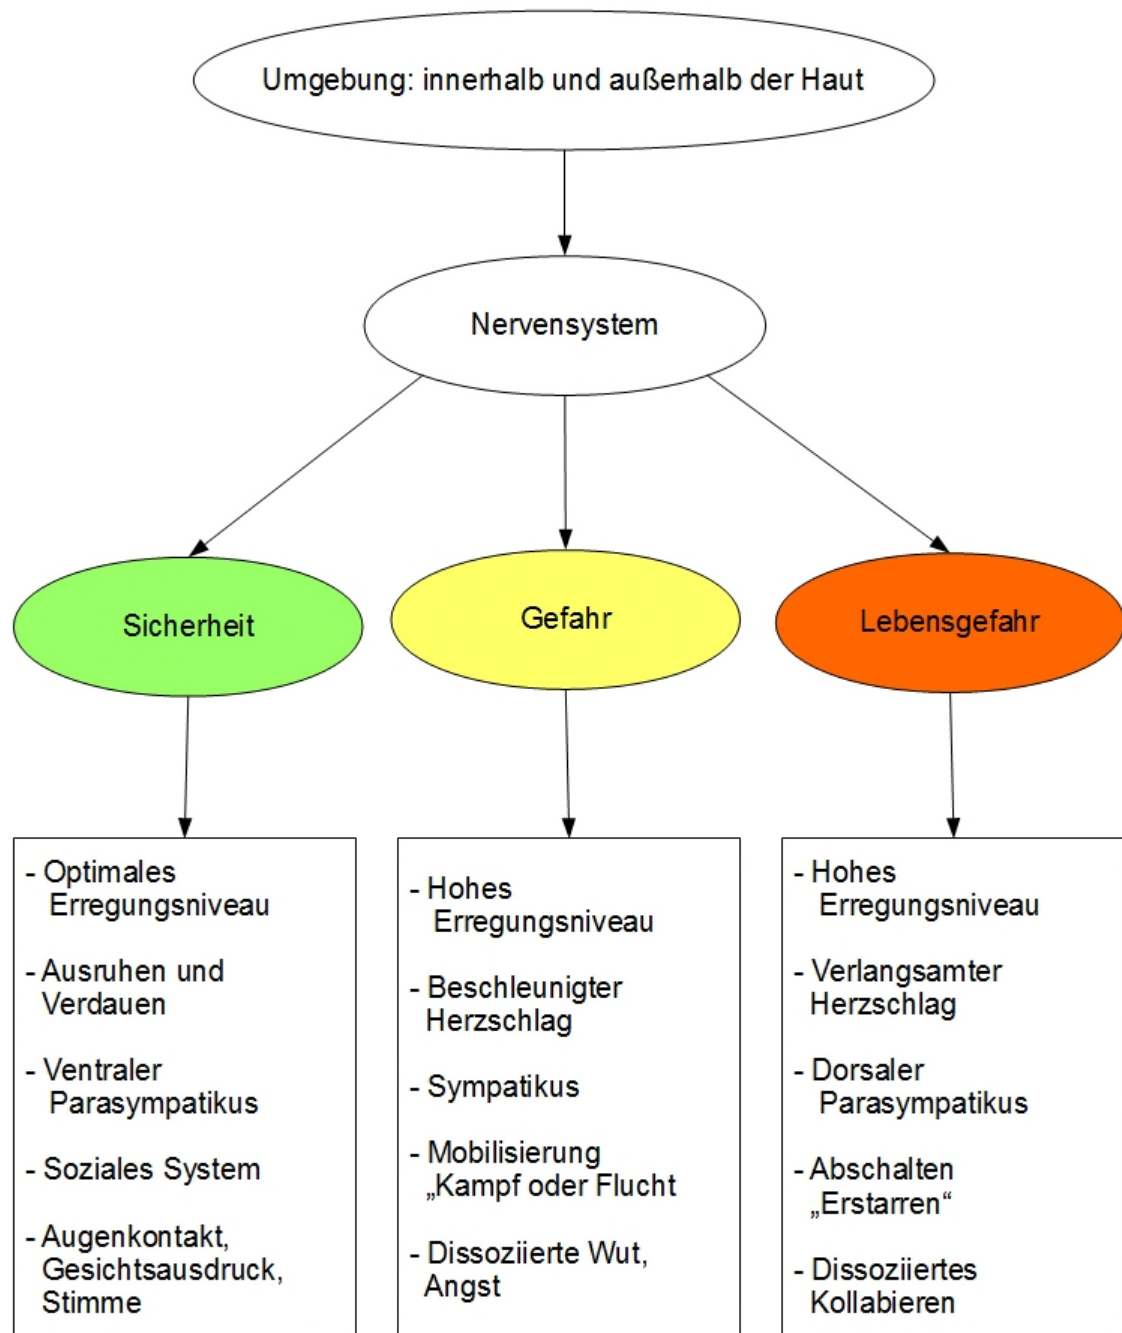 Umgebung: innerhalb und außerhalb der Haut
Nervensystem
Sicherheit
Gefahr
Lebensgefahr
- Optimales
Erregungsniveau
- Ausruhen und
Verdauen
- Ventraler
Parasympatikus
- Soziales System
- Augenkontakt,
Gesichtsausdruck,
Stimme
- Hohes
Erregungsniveau
- Beschleunigter
Herzschlag
- Sympatikus
- Mobilisierung
„Kampf oder Flucht
- Dissoziierte Wut,
Angst
- Hohes
Erregungsniveau
- Verlangsamter
Herzschlag
- Dorsaler
Parasympatikus
- Abschalten
„Erstarren“
- Dissoziiertes
Kollabieren